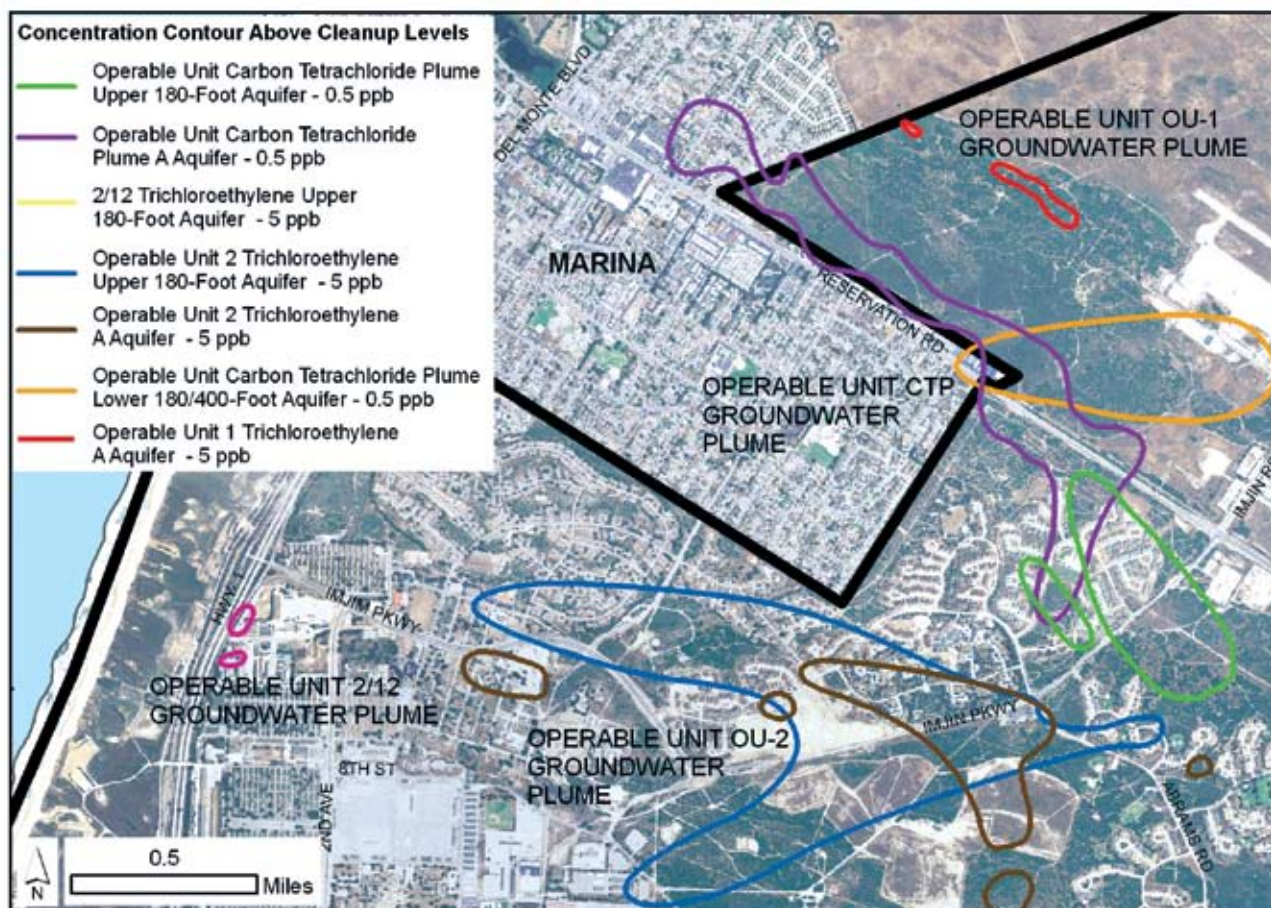 Concentration Contour Above Cleanup Levels
Operable Unit Carbon Tetrachloride Plume
Upper 180-Foot Aquifer - 0.5 ppb
Operable Unit Carbon Tetrachloride
Plume A Aquifer - 0.5 ppb
2/12 Trichloroethylene Upper
180-Foot Aquifer - 5 ppb
Operable Unit 2 Trichloroethylene
Upper 180-Foot Aquifer - 5 ppb
Operable Unit 2 Trichloroethylene
A Aquifer - 5 ppb
Operable Unit Carbon Tetrachloride Plume
Lower 180/400-Foot Aquifer - 0.5 ppb
Operable Unit 1 Trichloroethylene
A Aquifer - 5 ppb
DEL MONTE BLVD
OPERABLE UNIT OU-1
GROUNDWATER PLUME
MARINA
RESERVATION RD
OPERABLE UNIT CTP
GROUNDWATER
PLUME
IMJIN RD
HWY 1
IMJIM PKWY
OPERABLE UNIT 2/12
GROUNDWATER PLUME
IMJIN PKWY
OPERABLE UNIT OU-2
GROUNDWATER
PLUME
8TH ST
2ND AVE
ABRAMS RD
0.5
Miles
N